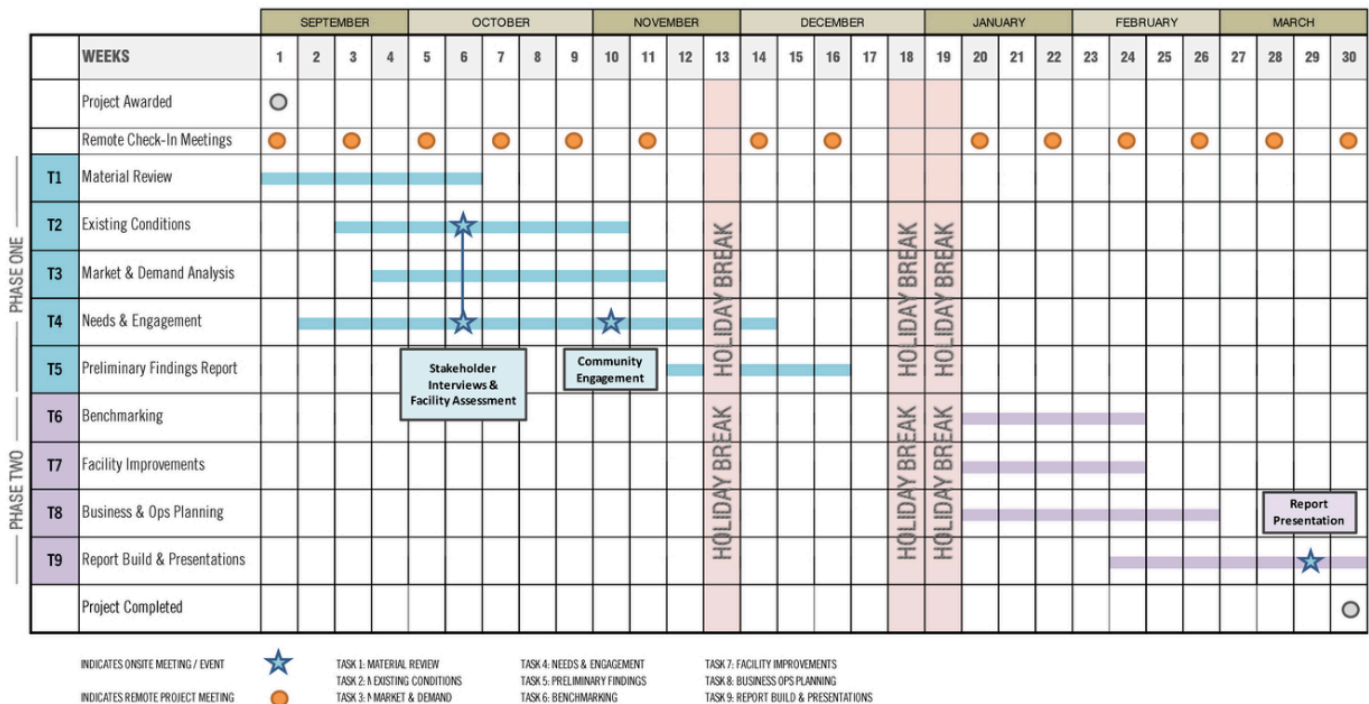 SEPTEMBER OCTOBER NOVEMBER DECEMBER JANUARY FEBRUARY MARCH
WEEKS 1 2 3 4 5 6 7 8 9 10 11 12 13 14 15 16 17 18 19 20 21 22 23 24 25 26 27 28 29 30
Project Awarded
Remote Check-In Meetings
PHASE ONE
T1 Material Review
T2 Existing Conditions
T3 Market & Demand Analysis
T4 Needs & Engagement
T5 Preliminary Findings Report
Stakeholder
Interviews &
Facility Assessment
Community
Engagement
HOLIDAY BREAK
HOLIDAY BREAK
HOLIDAY BREAK
PHASE TWO
T6 Benchmarking
T7 Facility Improvements
T8 Business & Ops Planning
T9 Report Build & Presentations
HOLIDAY BREAK
HOLIDAY BREAK
HOLIDAY BREAK
Report
Presentation
Project Completed
INDICATES ONSITE MEETING / EVENT
INDICATES REMOTE PROJECT MEETING
TASK 1: MATERIAL REVIEW
TASK 2: EXISTING CONDITIONS
TASK 3: MARKET & DEMAND
TASK 4: NEEDS & ENGAGEMENT
TASK 5: PRELIMINARY FINDINGS
TASK 6: BENCHMARKING
TASK 7: FACILITY IMPROVEMENTS
TASK 8: BUSINESS OPS PLANNING
TASK 9: REPORT BUILD & PRESENTATIONS